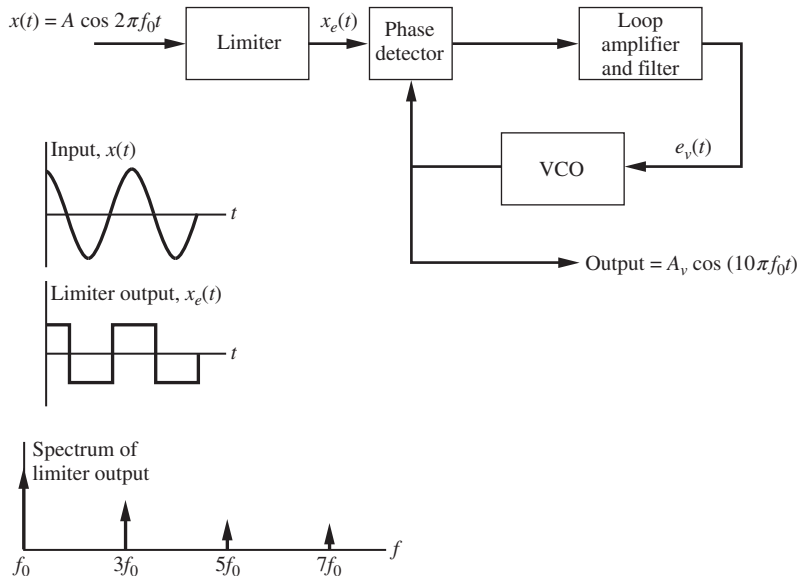 x(t) = A cos 2πf₀t
Limiter
xₑ(t)
Phase
detector
Loop
amplifier
and filter
eᵥ(t)
VCO
Output = Aᵥ cos (10πf₀t)
Input, x(t)
t
Limiter output, xₑ(t)
t
Spectrum of
limiter output
f₀ 3f₀ 5f₀ 7f₀ f